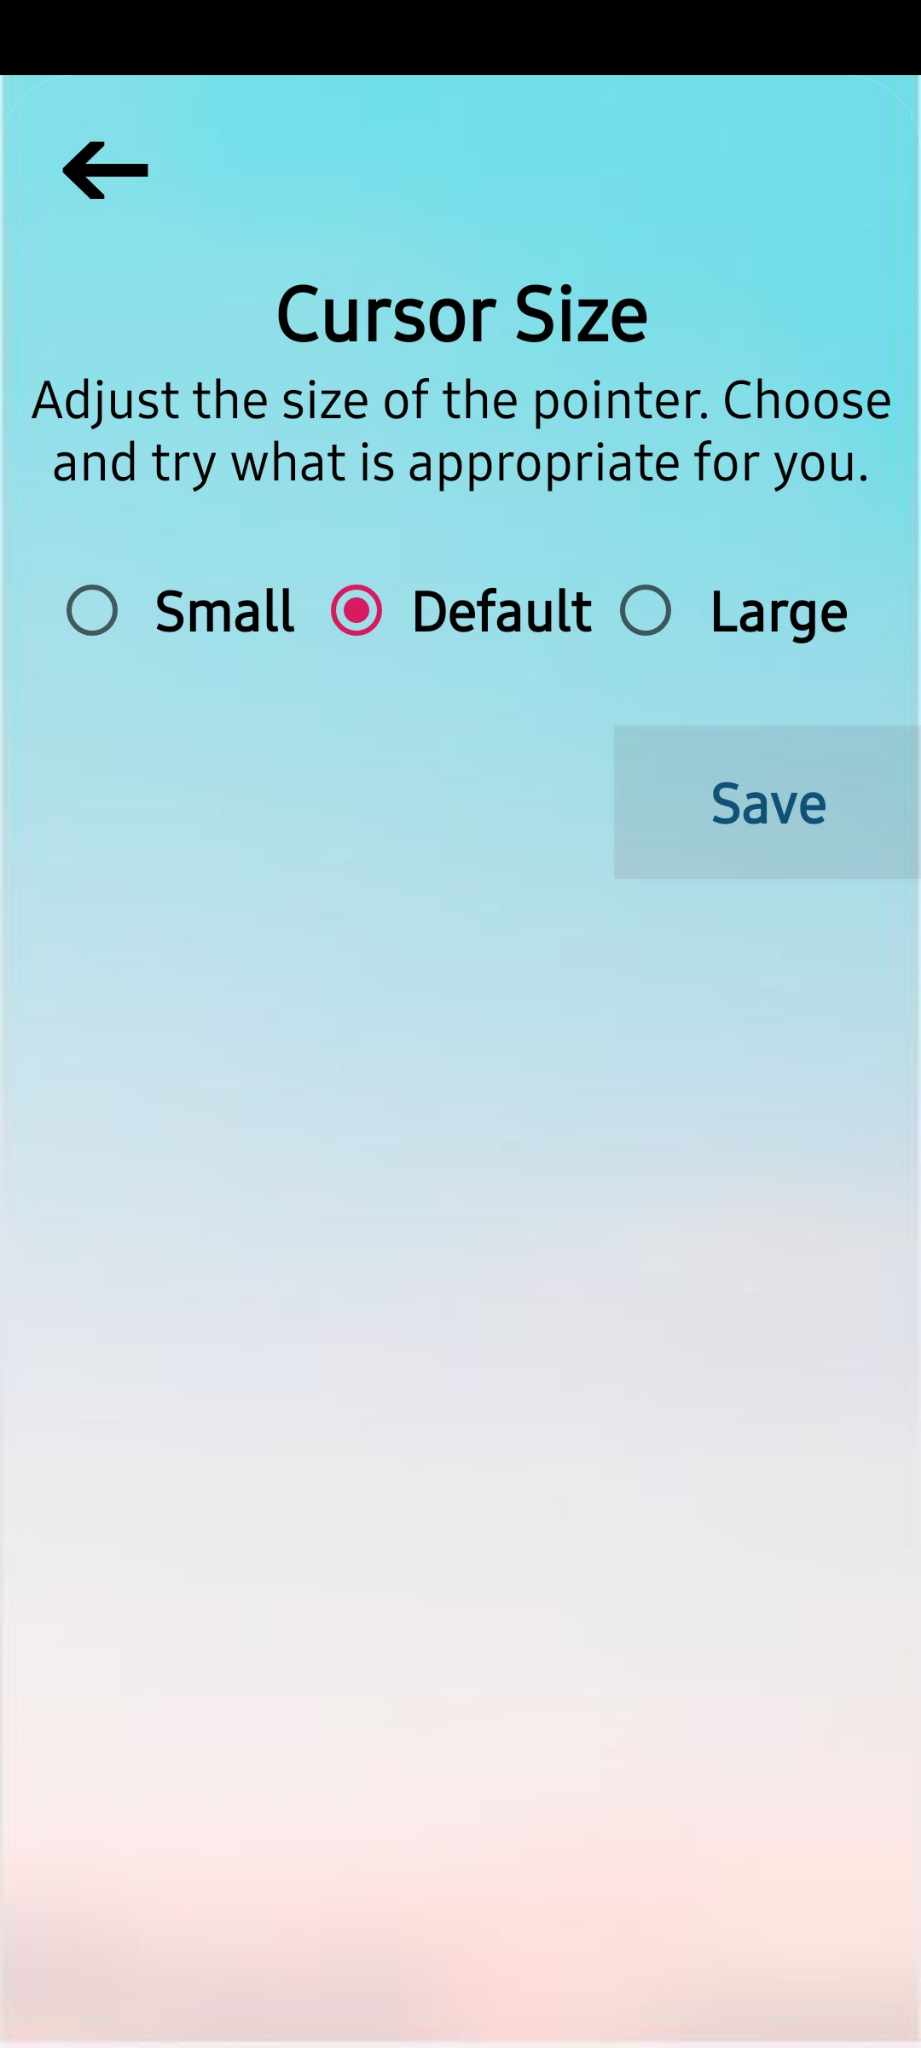 Cursor Size
Adjust the size of the pointer. Choose
and try what is appropriate for you.
Small Default Large
Save